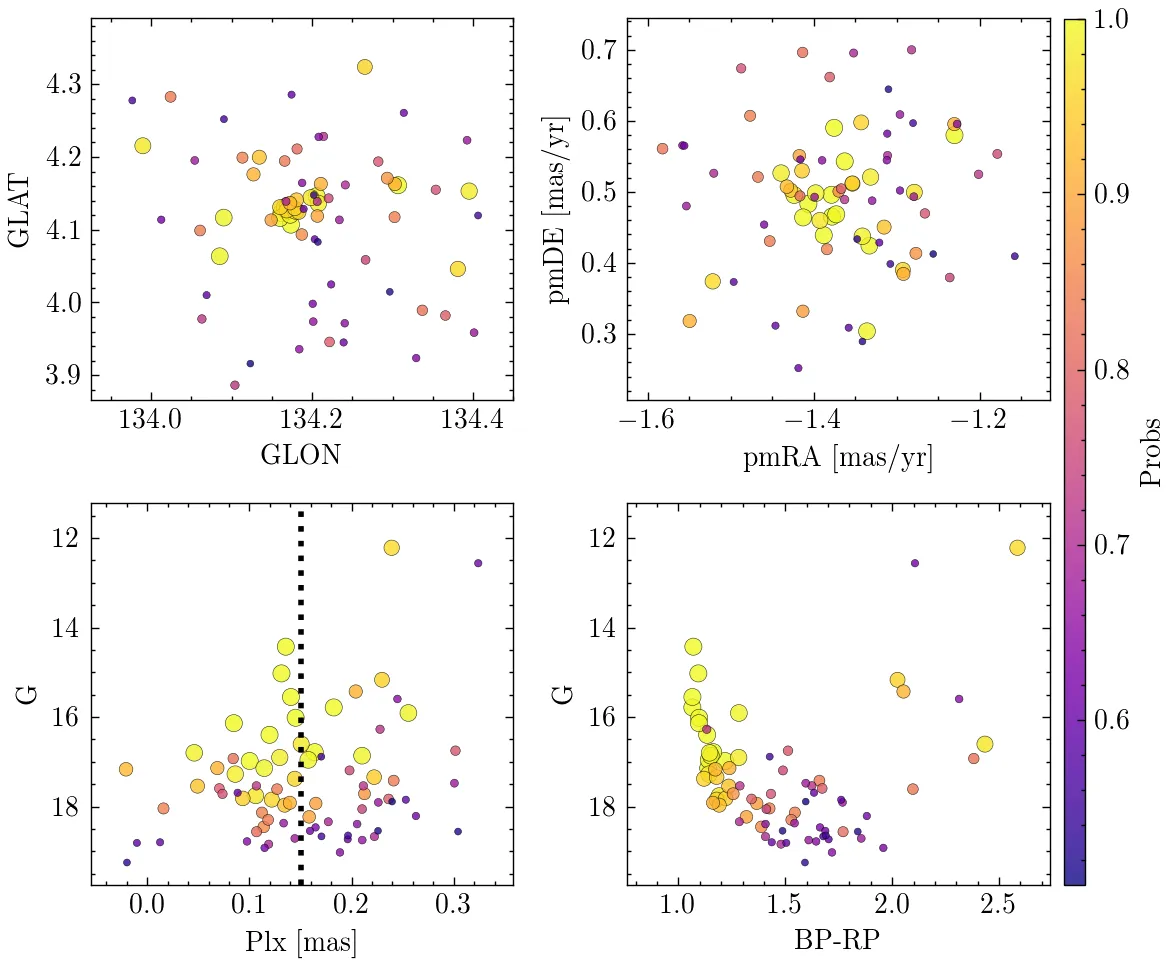 4.3
4.2
4.1
4.0
3.9
GLAT
134.0 134.2 134.4
GLON
0.7
0.6
0.5
0.4
0.3
pmDE [mas/yr]
−1.6 −1.4 −1.2
pmRA [mas/yr]
1.0
0.9
0.8
0.7
0.6
Probs
12
14
16
18
G
0.0 0.1 0.2 0.3
Plx [mas]
12
14
16
18
G
1.0 1.5 2.0 2.5
BP-RP